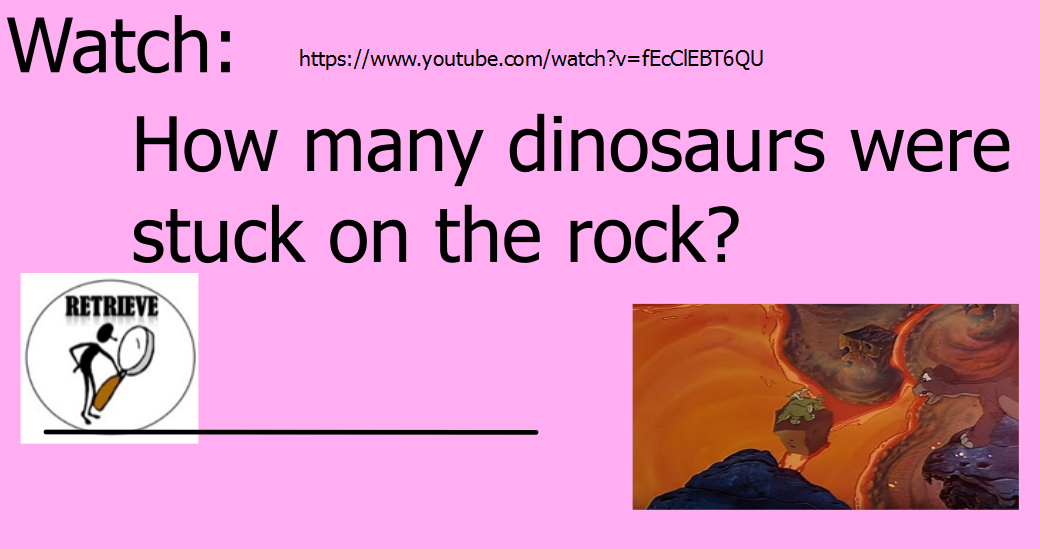 Watch:
https://www.youtube.com/watch?v=fEcClEBT6QU
How many dinosaurs were
stuck on the rock?
RETRIEVE